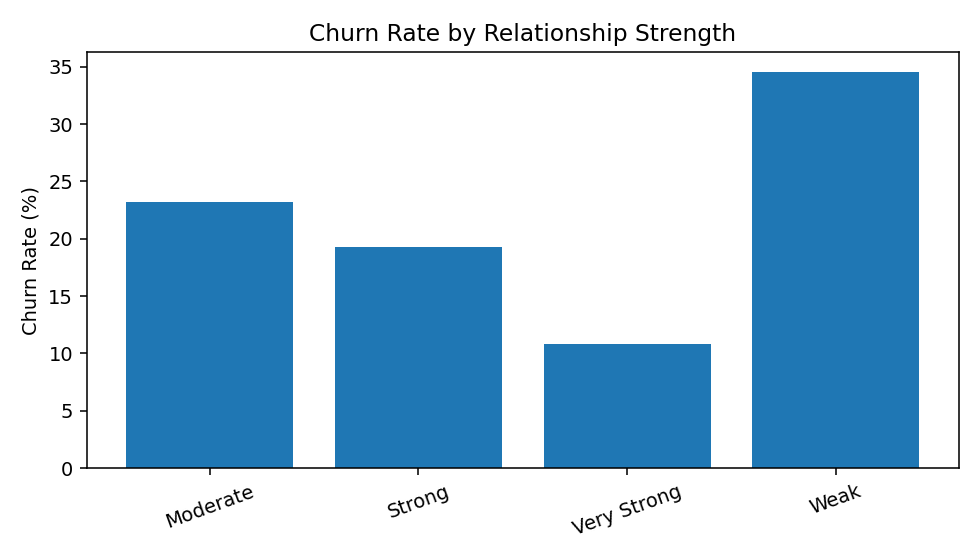 Churn Rate by Relationship Strength
Churn Rate (%)
35
30
25
20
15
10
5
0
Moderate
Strong
Very Strong
Weak